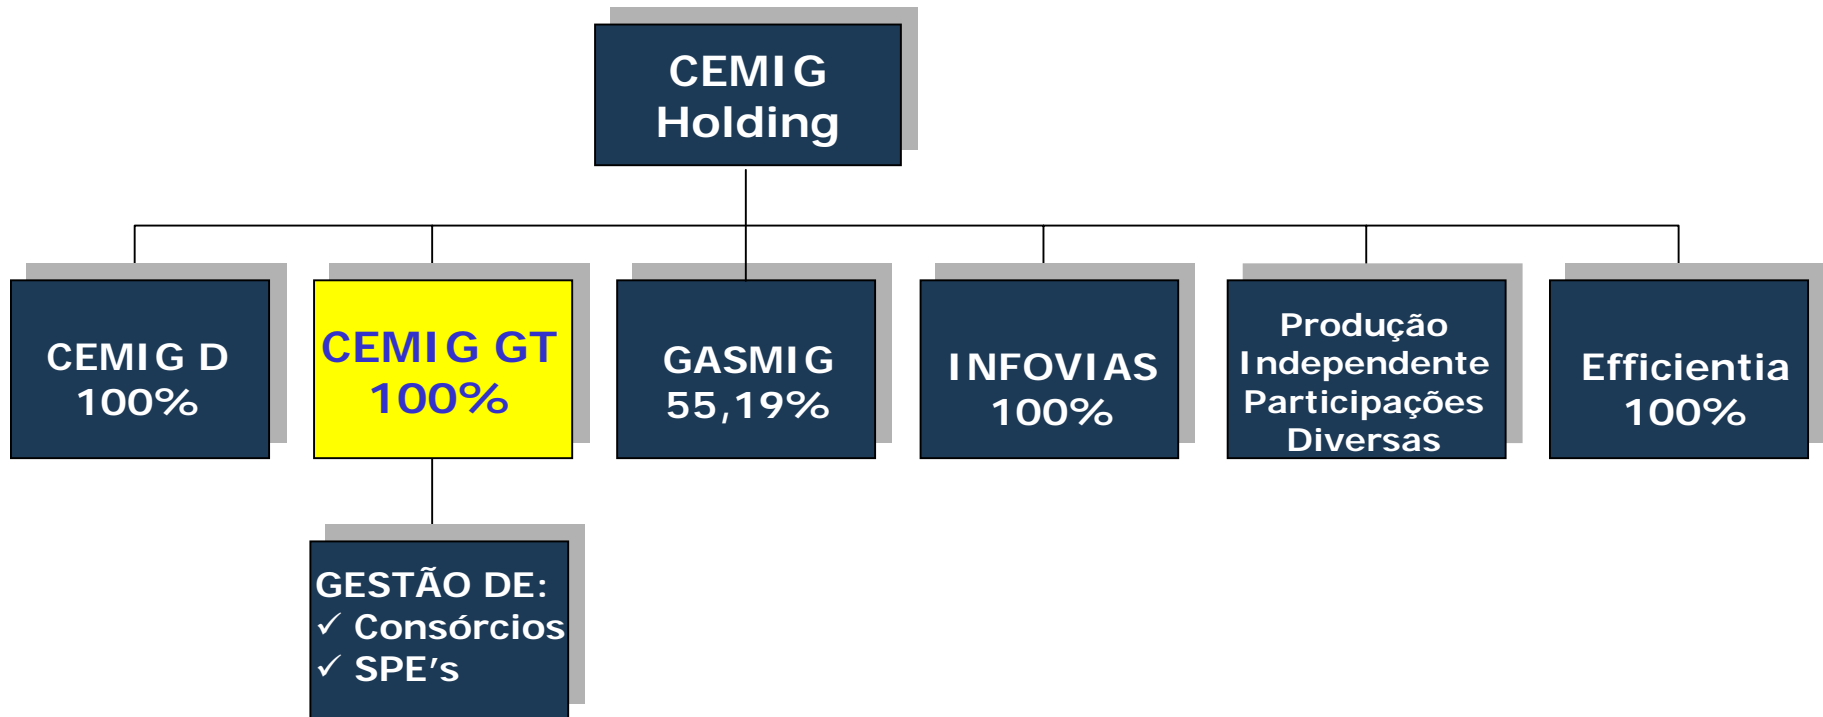 CEMIG
Holding
CEMIG D
100%
CEMIG GT
100%
GASMIG
55,19%
INFOVIAS
100%
Produção
Independente
Participações
Diversas
Efficientia
100%
GESTÃO DE:
✓ Consórcios
✓ SPE's